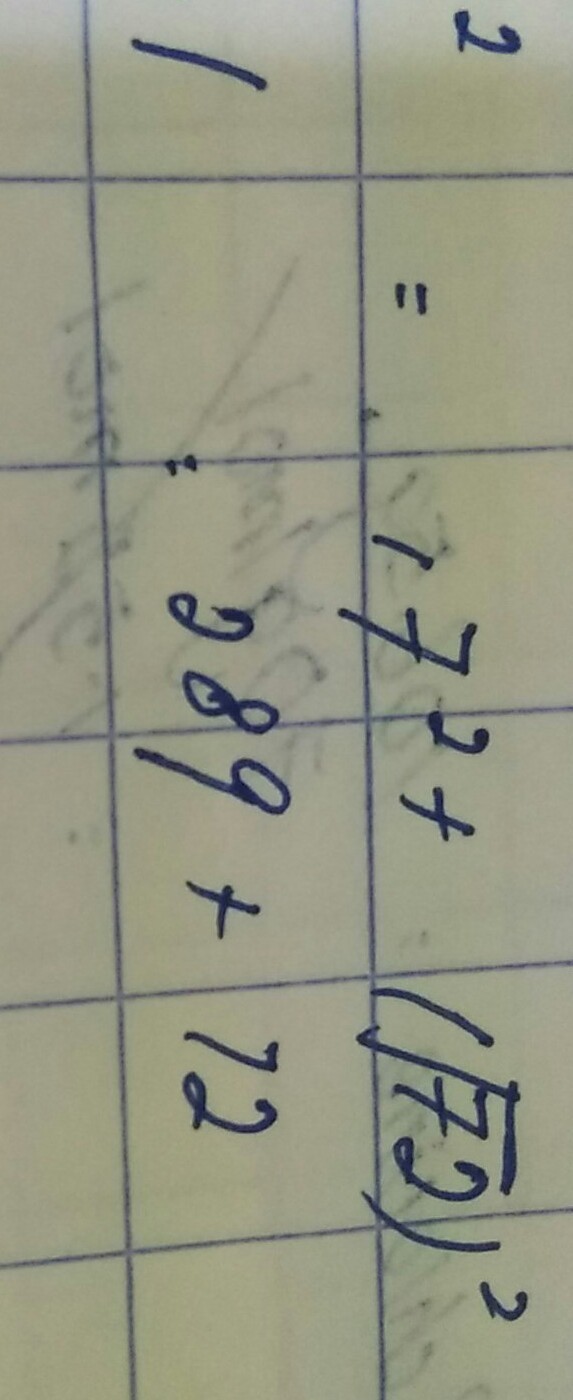 ² = 17² + (√72)²
/ = 289 + 72